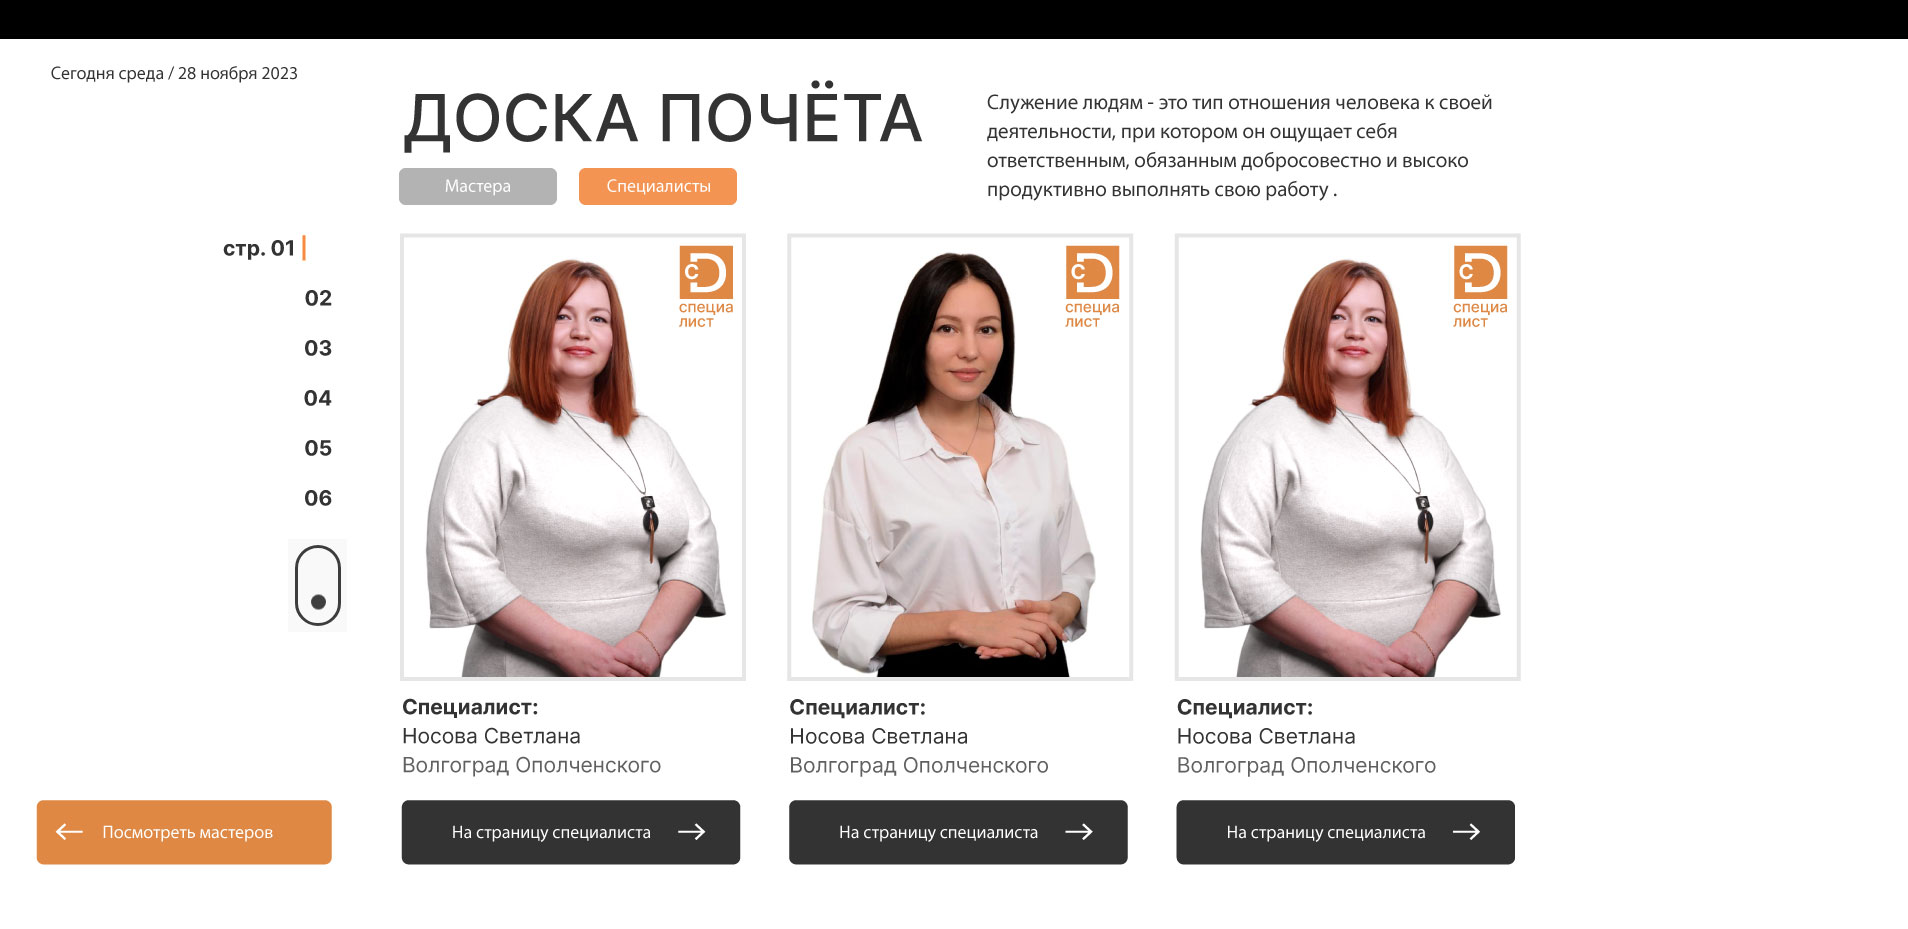 Сегодня среда / 28 ноября 2023
ДОСКА ПОЧЁТА
Служение людям - это тип отношения человека к своей
деятельности, при котором он ощущает себя
ответственным, обязанным добросовестно и высоко
продуктивно выполнять свою работу .
Мастера
Специалисты
стр. 01
02
03
04
05
06
сD
специа
лист
сD
специа
лист
сD
специа
лист
Специалист:
Носова Светлана
Волгоград Ополченского
Специалист:
Носова Светлана
Волгоград Ополченского
Специалист:
Носова Светлана
Волгоград Ополченского
Посмотреть мастеров
На страницу специалиста
На страницу специалиста
На страницу специалиста